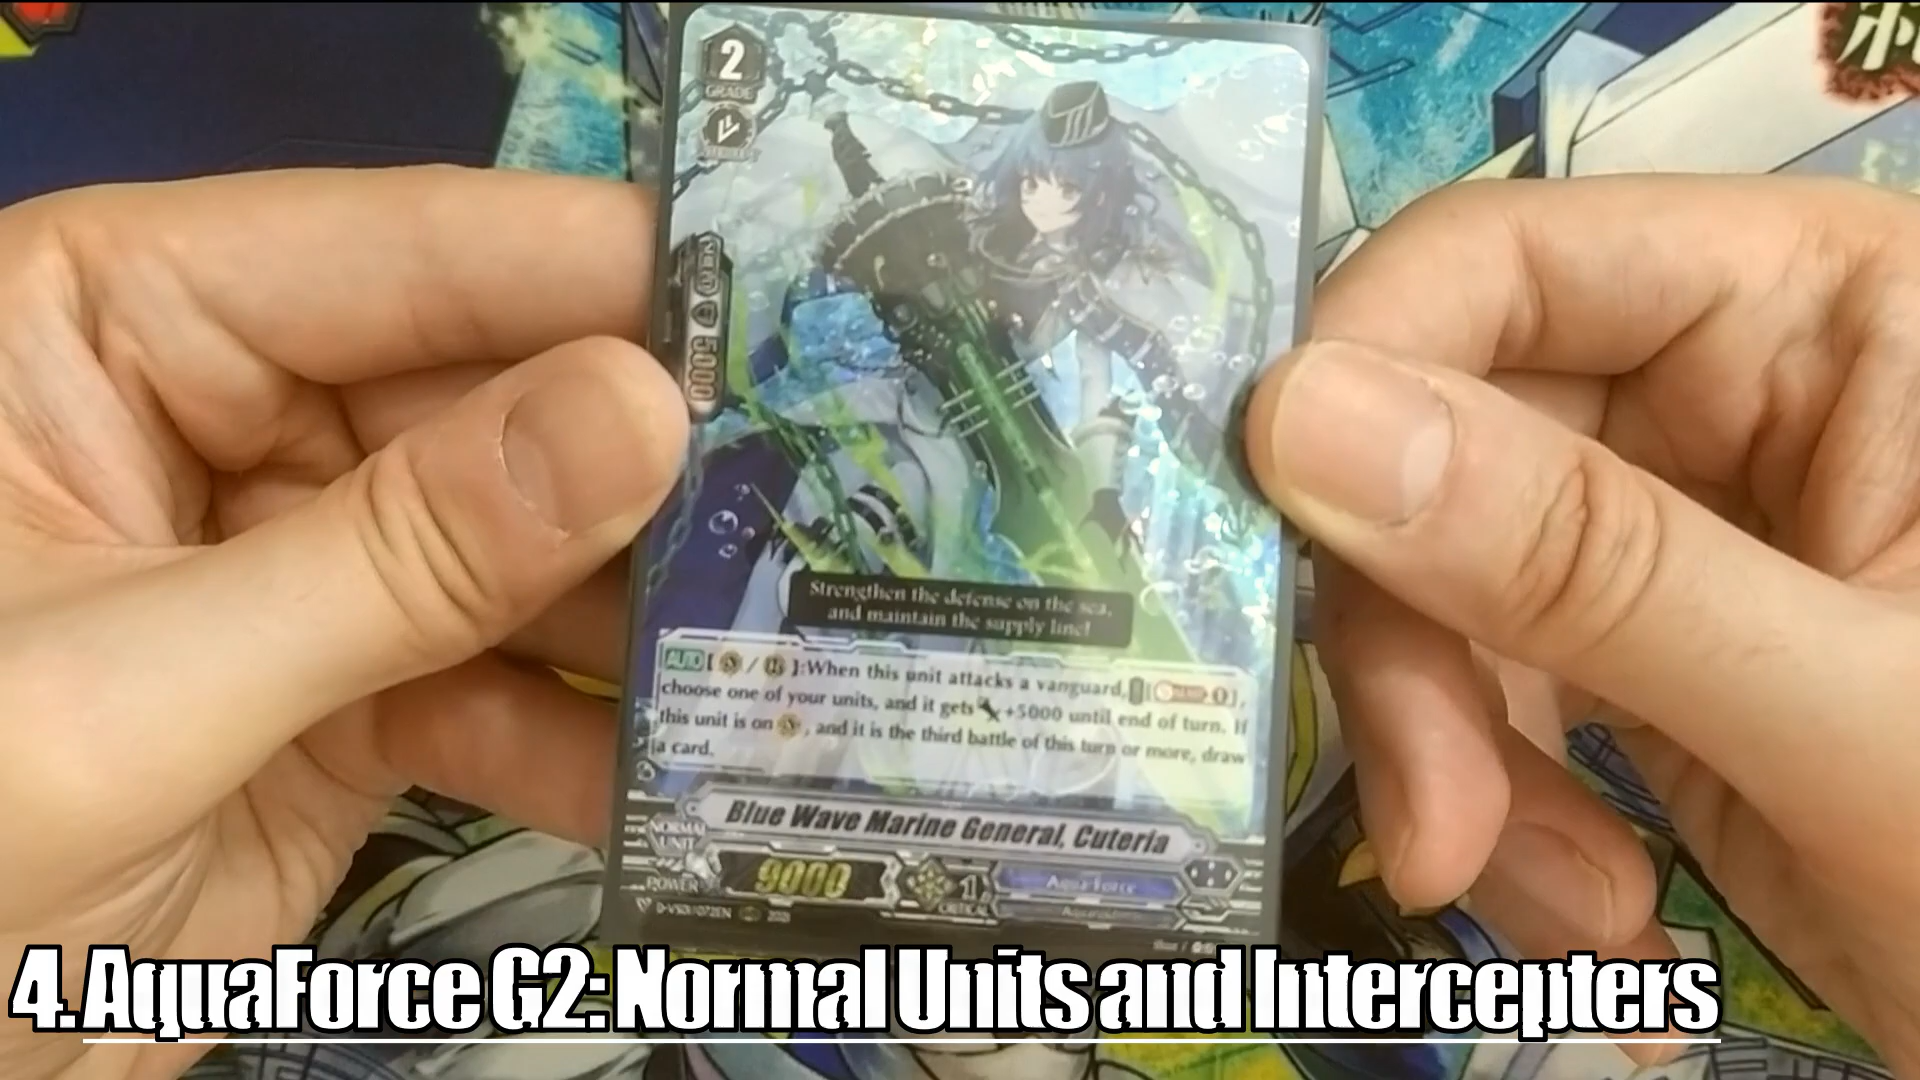 2
GRADE
5000
Strengthen the defense on the sea,
and maintain the supply line!
AUTO [ / ]:When this unit attacks a vanguard, [ 0],
choose one of your units, and it gets +5000 until end of turn. If
this unit is on , and it is the third battle of this turn or more, draw
a card.
Blue Wave Marine General, Cuteria
NORMAL
UNIT
POWER 9000 1
CRITICAL
Aqua Force
2021
4. AquaForce G2: Normal Units and Intercepters